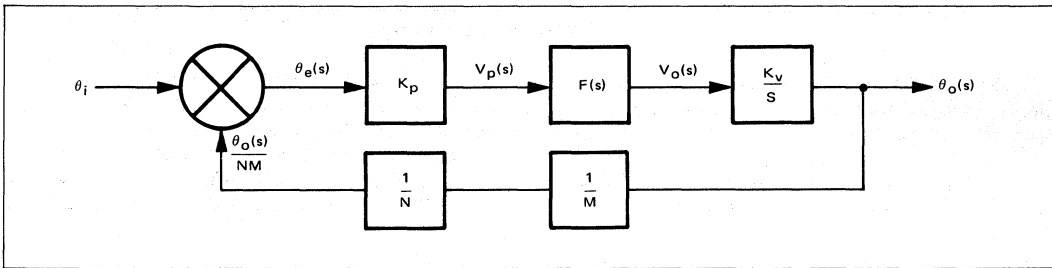 θi
θe(s)
Kp
Vp(s)
F(s)
Vo(s)
Kv
S
θo(s)
θo(s)
NM
1
N
1
M